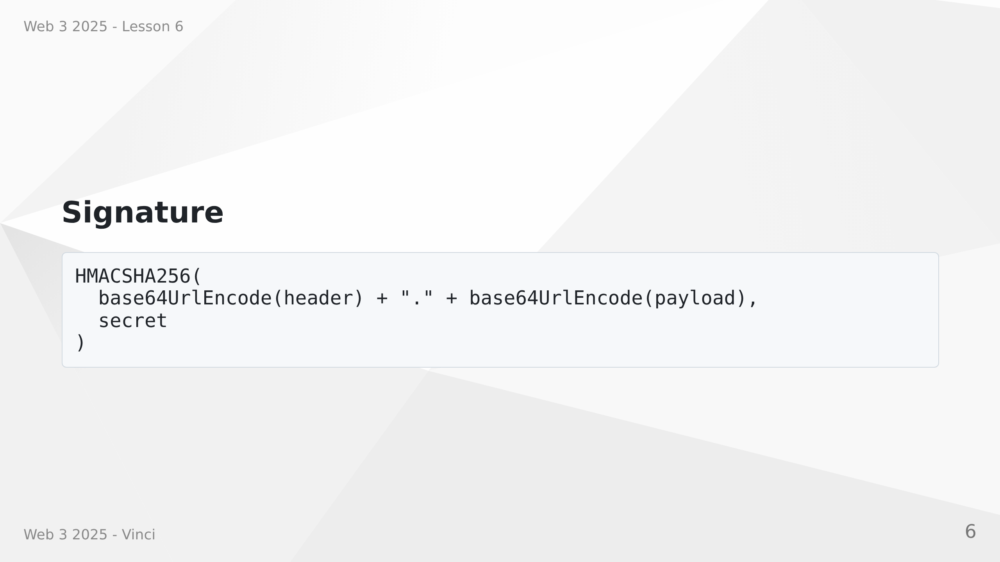 Web 3 2025 - Lesson 6
Signature
HMACSHA256(
  base64UrlEncode(header) + "." + base64UrlEncode(payload),
  secret
)
Web 3 2025 - Vinci
6